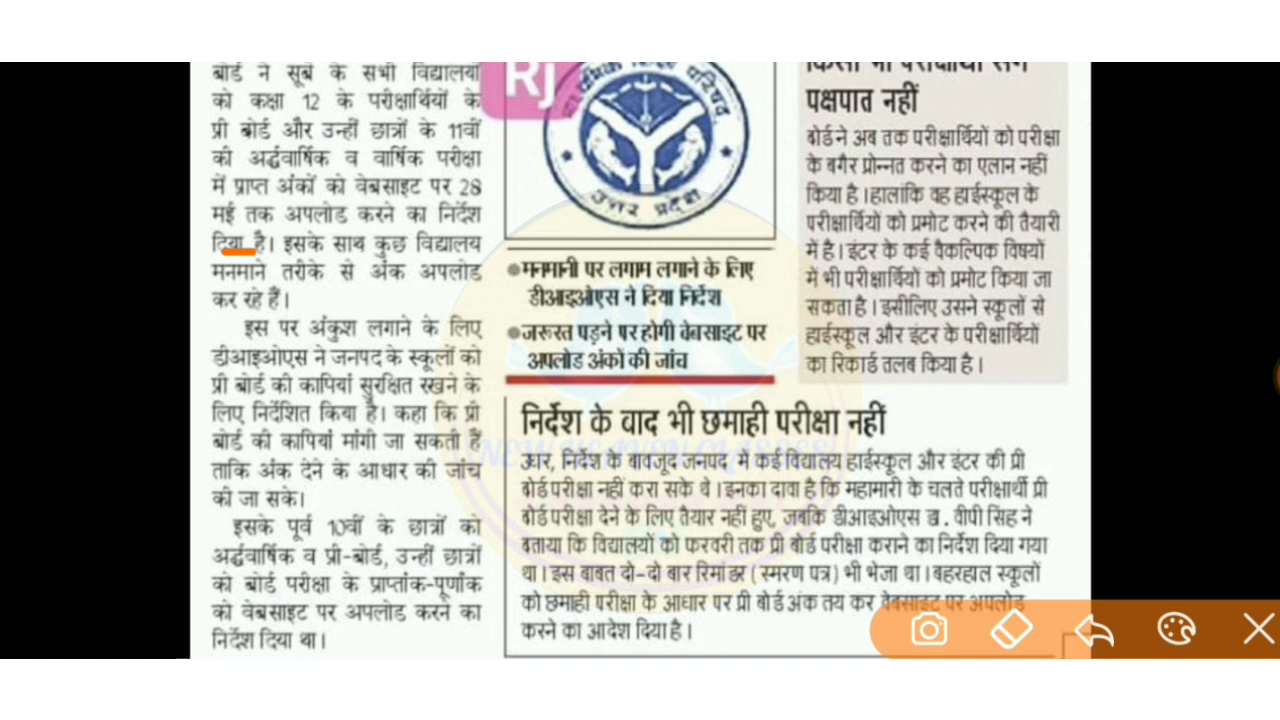 बोर्ड ने सूबे के सभी विद्यालयों
को कक्षा 12 के परीक्षार्थियों के
प्री बोर्ड और उन्हीं छात्रों के 11वीं
की अर्द्धवार्षिक व वार्षिक परीक्षा
में प्राप्त अंकों को वेबसाइट पर 28
मई तक अपलोड करने का निर्देश
दिया है। इसके साथ कुछ विद्यालय
मनमाने तरीके से अंक अपलोड
कर रहे हैं।
इस पर अंकुश लगाने के लिए
डीआइओएस ने जनपद के स्कूलों को
प्री बोर्ड की कापियां सुरक्षित रखने के
लिए निर्देशित किया है। कहा कि प्री
बोर्ड की कापियां मांगी जा सकती हैं
ताकि अंक देने के आधार की जांच
की जा सके।
इसके पूर्व 10वीं के छात्रों को
अर्द्धवार्षिक व प्री-बोर्ड, उन्हीं छात्रों
को बोर्ड परीक्षा के प्राप्तांक-पूर्णांक
को वेबसाइट पर अपलोड करने का
निर्देश दिया था।
Rj
उत्तर प्रदेश
●मनमानी पर लगाम लगाने के लिए
डीआइओएस ने दिया निर्देश
●जरूरत पड़ने पर होगी वेबसाइट पर
अपलोड अंकों की जांच
पक्षपात नहीं
बोर्ड ने अब तक परीक्षार्थियों को परीक्षा
के बगैर प्रोन्नत करने का एलान नहीं
किया है । हालांकि वह हाईस्कूल के
परीक्षार्थियों को प्रमोट करने की तैयारी
में है। इंटर के कई वैकल्पिक विषयों
में भी परीक्षार्थियों को प्रमोट किया जा
सकता है। इसीलिए उसने स्कूलों से
हाईस्कूल और इंटर के परीक्षार्थियों
का रिकार्ड तलब किया है।
निर्देश के बाद भी छमाही परीक्षा नहीं
उधर, निर्देश के बावजूद जनपद में कई विद्यालय हाईस्कूल और इंटर की प्री
बोर्ड परीक्षा नहीं करा सके थे । इनका दावा है कि महामारी के चलते परीक्षार्थी प्री
बोर्ड परीक्षा देने के लिए तैयार नहीं हुए, जबकि डीआइओएस डा. वीपी सिंह ने
बताया कि विद्यालयों को फरवरी तक प्री बोर्ड परीक्षा कराने का निर्देश दिया गया
था। इस बाबत दो-दो बार रिमांडर (स्मरण पत्र) भी भेजा था। बहरहाल स्कूलों
को छमाही परीक्षा के आधार पर प्री बोर्ड अंक तय कर वेबसाइट पर अपलोड
करने का आदेश दिया है।
NEW HEAVEN CLASSES